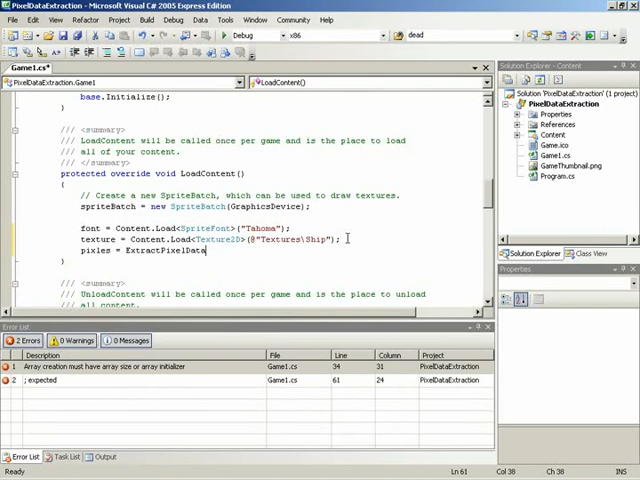 PixelDataExtraction - Microsoft Visual C# 2005 Express Edition
File Edit View Refactor Project Build Debug Data Tools Window Community Help
Debug x86 dead
Game1.cs*
PixelDataExtraction.Game1 LoadContent()
base.Initialize();
}
/// <summary>
/// LoadContent will be called once per game and is the place to load
/// all of your content.
/// </summary>
protected override void LoadContent()
{
// Create a new SpriteBatch, which can be used to draw textures.
spriteBatch = new SpriteBatch(GraphicsDevice);
font = Content.Load<SpriteFont>("Tahoma");
texture = Content.Load<Texture2D>(@"Textures\Ship");
pixles = ExtractPixelData
}
/// <summary>
/// UnloadContent will be called once per game and is the place to unload
/// all content.
Solution Explorer - Content
Solution 'PixelDataExtraction' (1 project)
PixelDataExtraction
Properties
References
Content
Game.ico
Game1.cs
GameThumbnail.png
Program.cs
Solution Explorer Class View
Properties
Error List
2 Errors 0 Warnings 0 Messages
Description File Line Column Project
1 Array creation must have array size or array initializer Game1.cs 34 31 PixelDataExtraction
2 ; expected Game1.cs 61 24 PixelDataExtraction
Error List Task List Output
Ready Ln 61 Col 38 Ch 38 INS